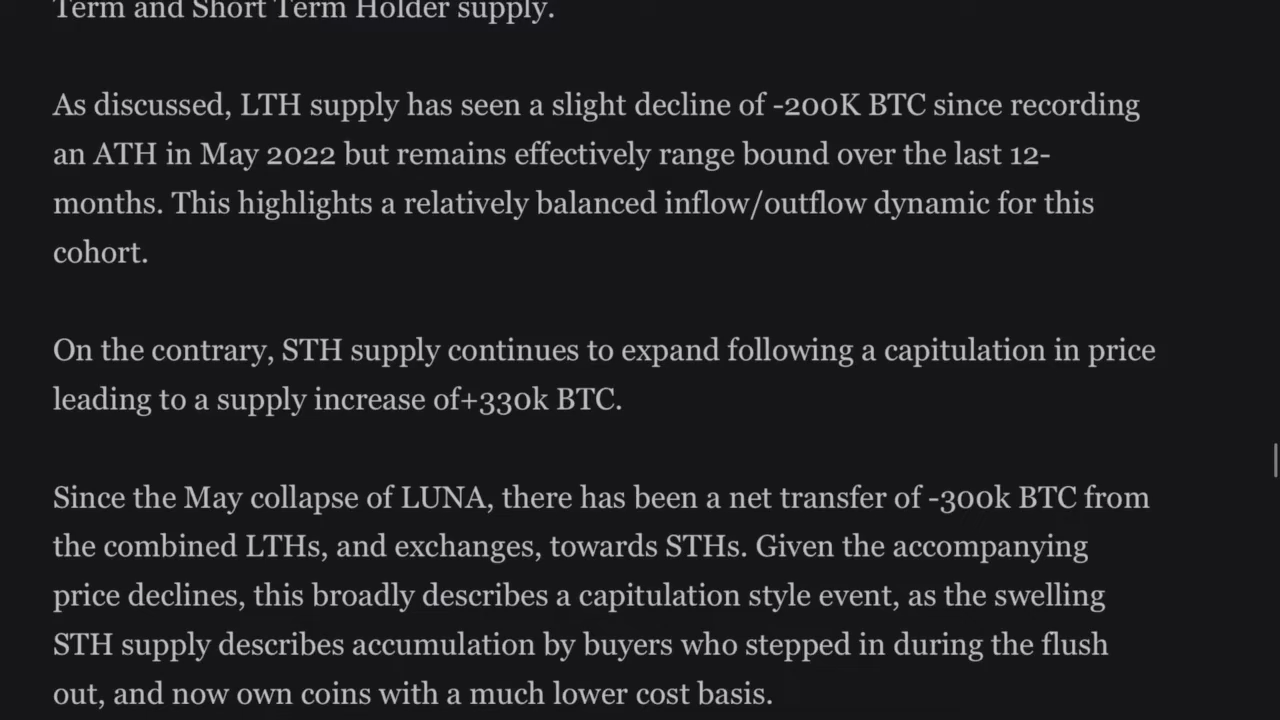 Term and Short Term Holder supply.
As discussed, LTH supply has seen a slight decline of -200K BTC since recording
an ATH in May 2022 but remains effectively range bound over the last 12-
months. This highlights a relatively balanced inflow/outflow dynamic for this
cohort.
On the contrary, STH supply continues to expand following a capitulation in price
leading to a supply increase of+330k BTC.
Since the May collapse of LUNA, there has been a net transfer of -300k BTC from
the combined LTHs, and exchanges, towards STHs. Given the accompanying
price declines, this broadly describes a capitulation style event, as the swelling
STH supply describes accumulation by buyers who stepped in during the flush
out, and now own coins with a much lower cost basis.